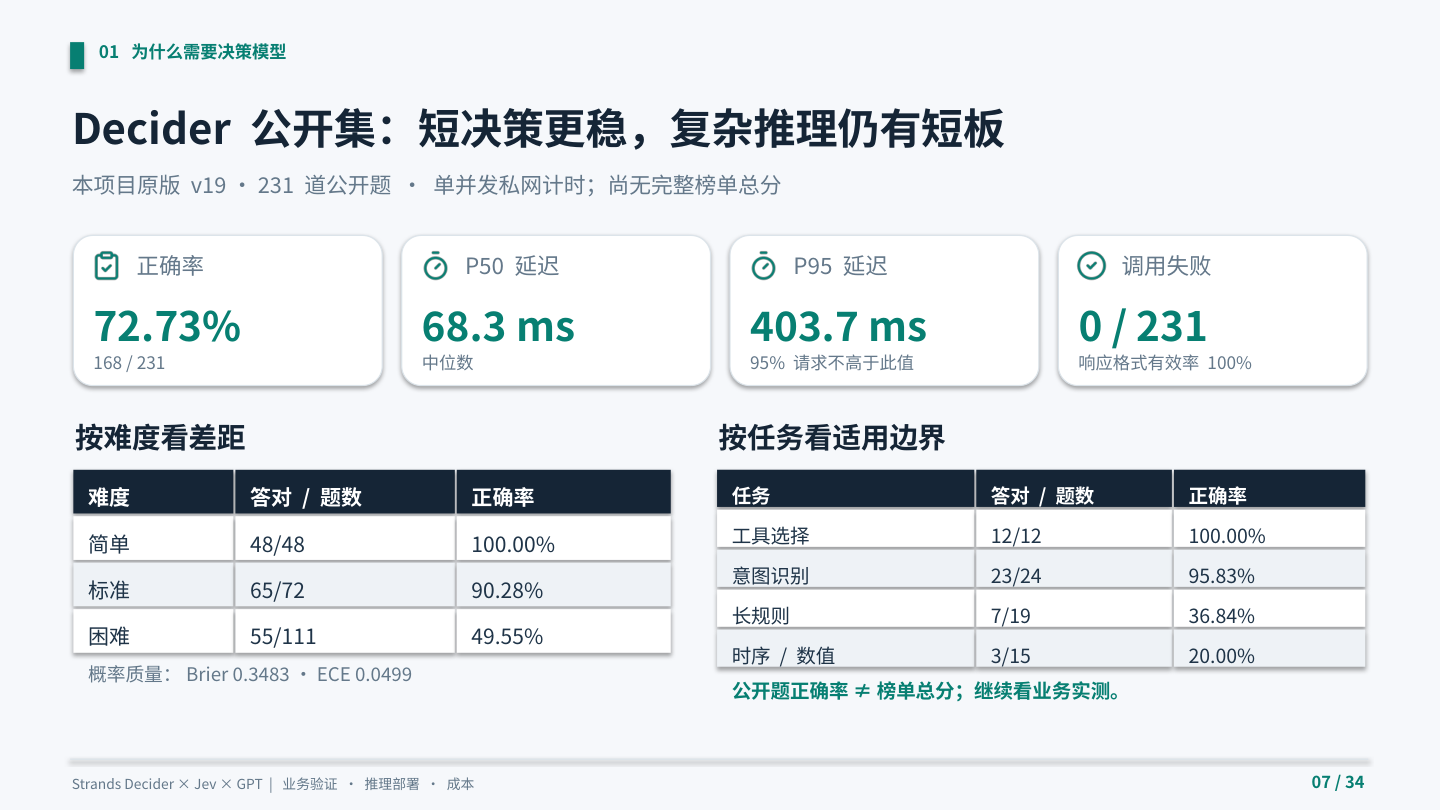 01 为什么需要决策模型
Decider 公开集：短决策更稳，复杂推理仍有短板
本项目原版 v19 · 231 道公开题 · 单并发私网计时；尚无完整榜单总分
正确率
72.73%
168 / 231
P50 延迟
68.3 ms
中位数
P95 延迟
403.7 ms
95% 请求不高于此值
调用失败
0 / 231
响应格式有效率 100%
按难度看差距
难度 答对 / 题数 正确率
简单 48/48 100.00%
标准 65/72 90.28%
困难 55/111 49.55%
概率质量： Brier 0.3483 · ECE 0.0499
按任务看适用边界
任务 答对 / 题数 正确率
工具选择 12/12 100.00%
意图识别 23/24 95.83%
长规则 7/19 36.84%
时序 / 数值 3/15 20.00%
公开题正确率 ≠ 榜单总分；继续看业务实测。
Strands Decider × Jev × GPT | 业务验证 · 推理部署 · 成本
07 / 34